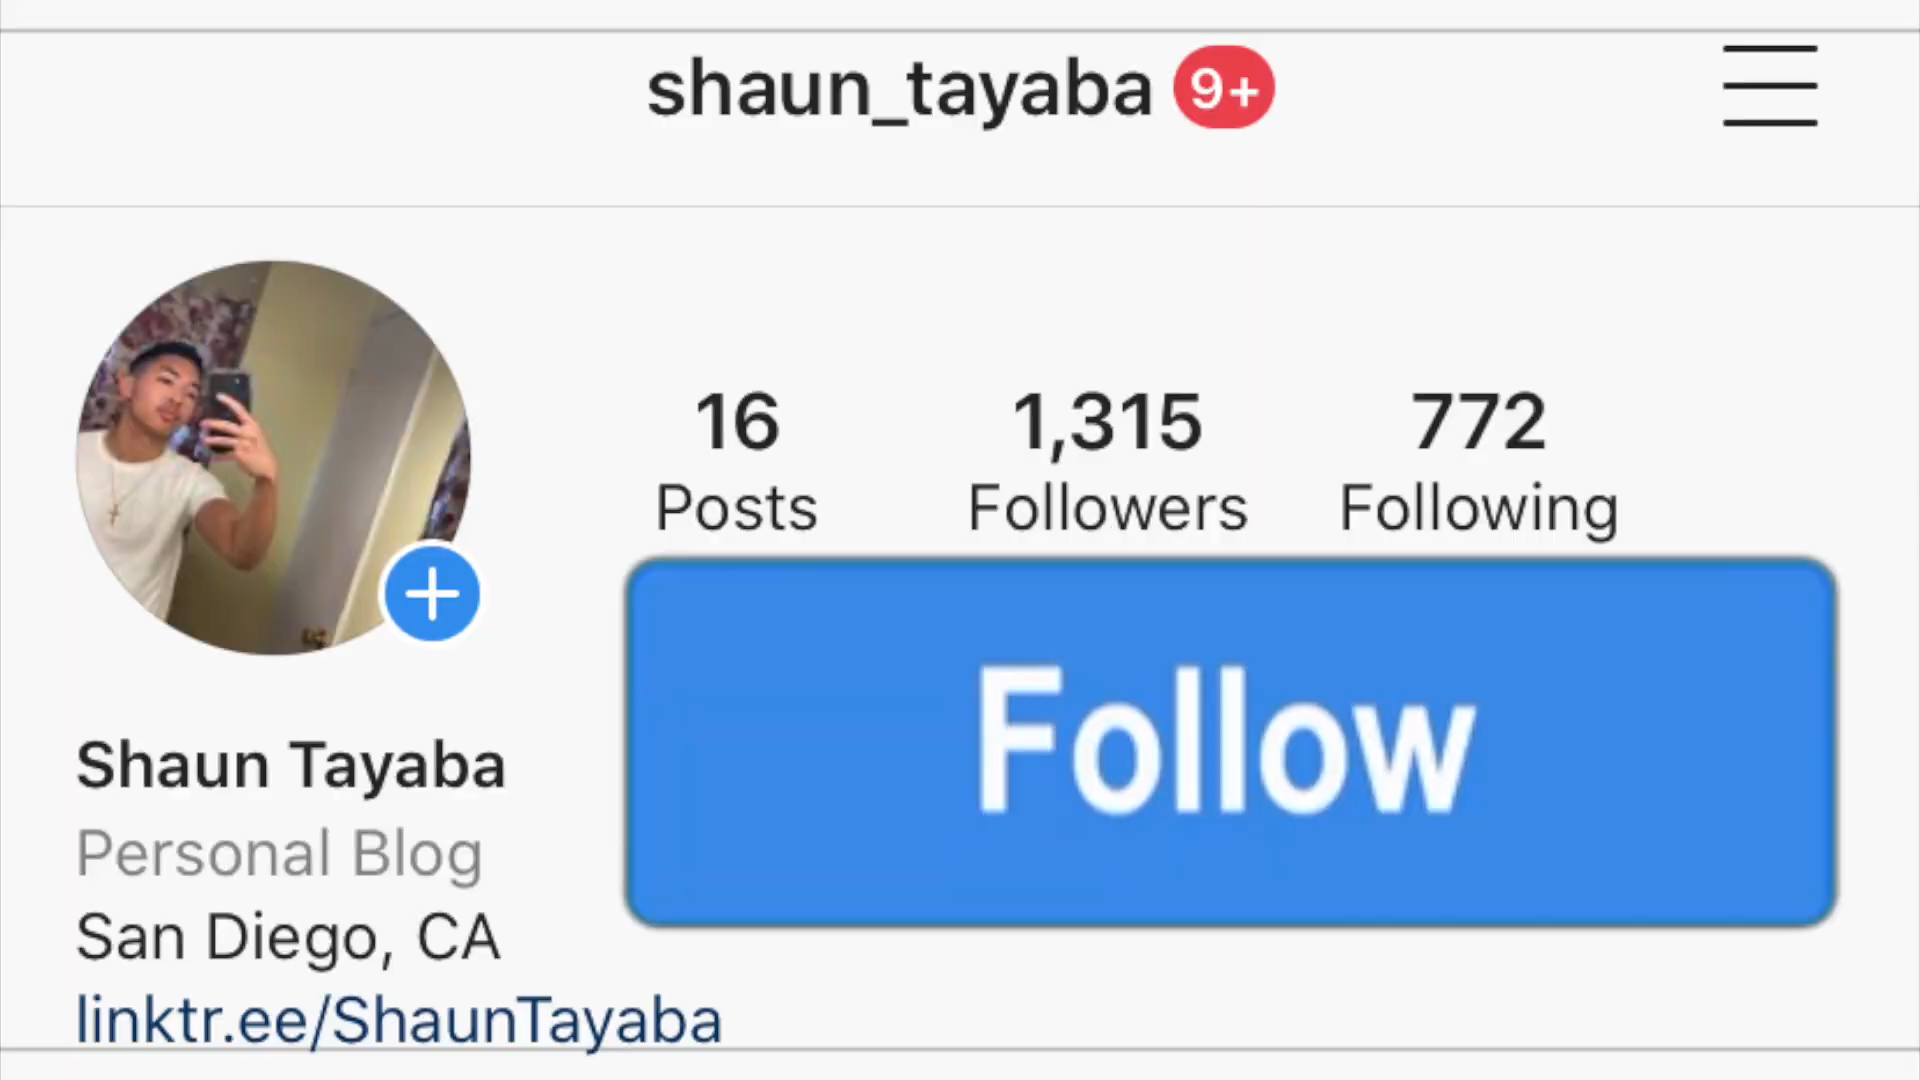 shaun_tayaba 9+
16 1,315 772
Posts Followers Following
Follow
Shaun Tayaba
Personal Blog
San Diego, CA
linktr.ee/ShaunTayaba